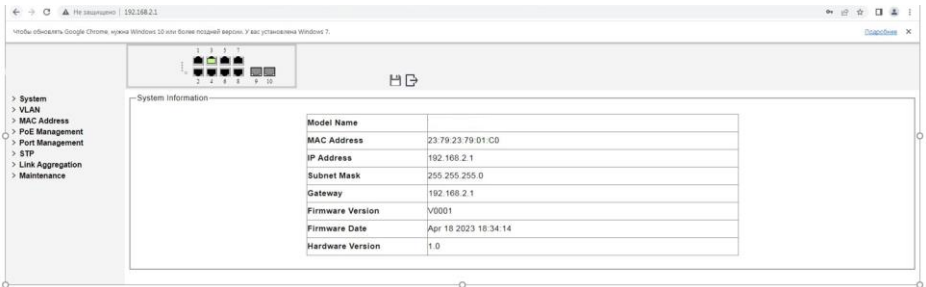 Не защищено | 192.168.2.1
Чтобы обновлять Google Chrome, нужна Windows 10 или более поздней версии. У вас установлена Windows 7.
Подробнее
1 3 5 7
2 4 6 8 9 10
> System
> VLAN
> MAC Address
> PoE Management
> Port Management
> STP
> Link Aggregation
> Maintenance
System Information
Model Name
MAC Address 23:79:23:79:01:C0
IP Address 192.168.2.1
Subnet Mask 255.255.255.0
Gateway 192.168.2.1
Firmware Version V0001
Firmware Date Apr 18 2023 18:34:14
Hardware Version 1.0